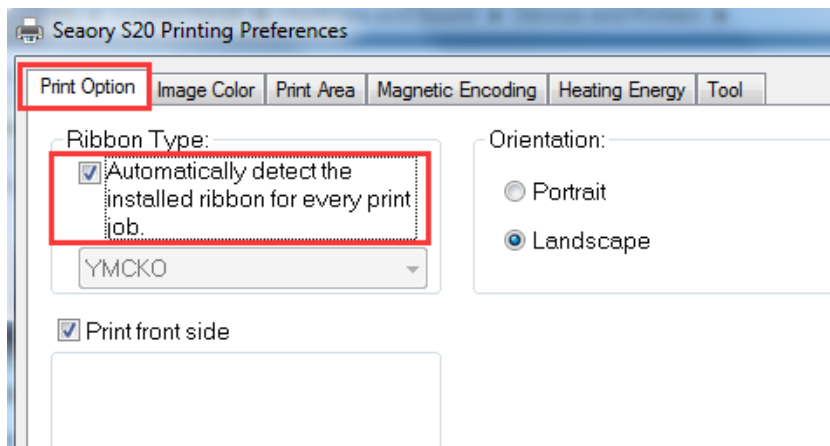 Seaory S20 Printing Preferences
Print Option Image Color Print Area Magnetic Encoding Heating Energy Tool
Ribbon Type:
Automatically detect the
installed ribbon for every print
job.
YMCKO
Orientation:
Portrait
Landscape
Print front side